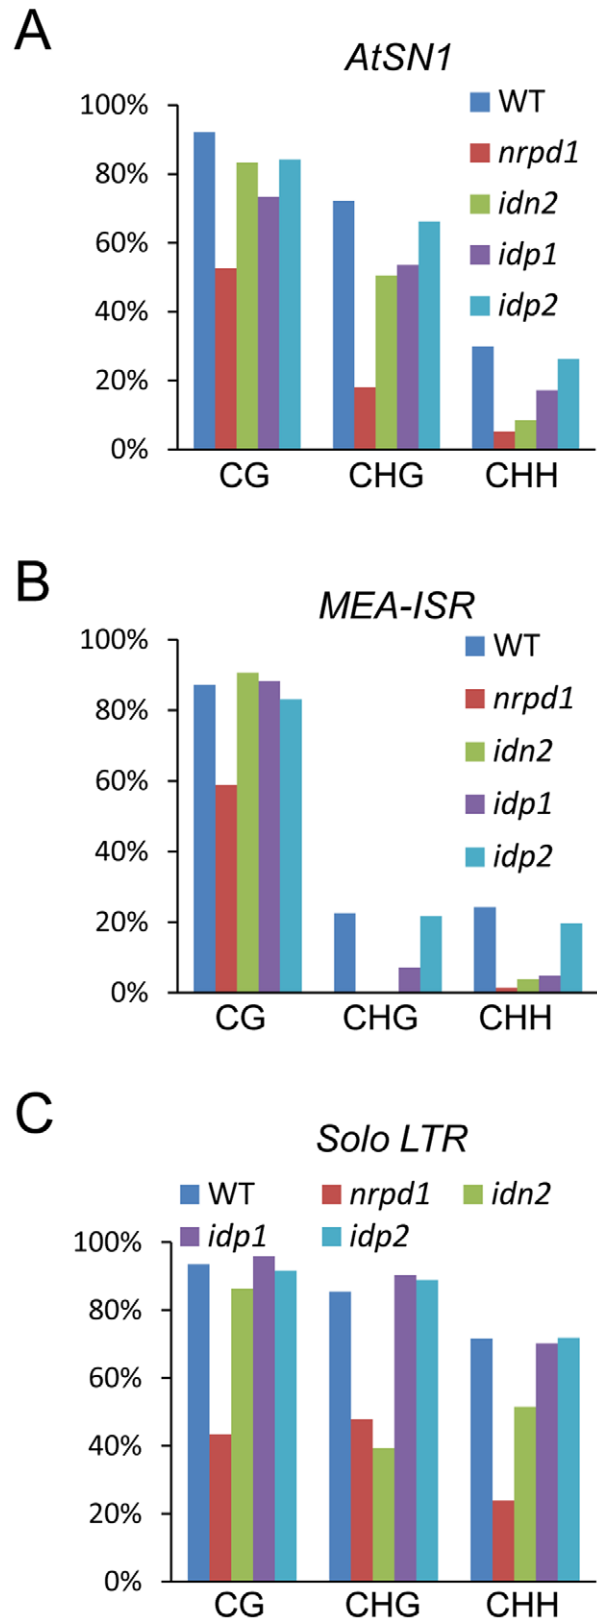 A
AtSN1
100%
80%
60%
40%
20%
0%
WT
nrpd1
idn2
idp1
idp2
CG CHG CHH
B
MEA-ISR
100%
80%
60%
40%
20%
0%
WT
nrpd1
idn2
idp1
idp2
CG CHG CHH
C
Solo LTR
WT nrpd1 idn2
idp1 idp2
100%
80%
60%
40%
20%
0%
CG CHG CHH